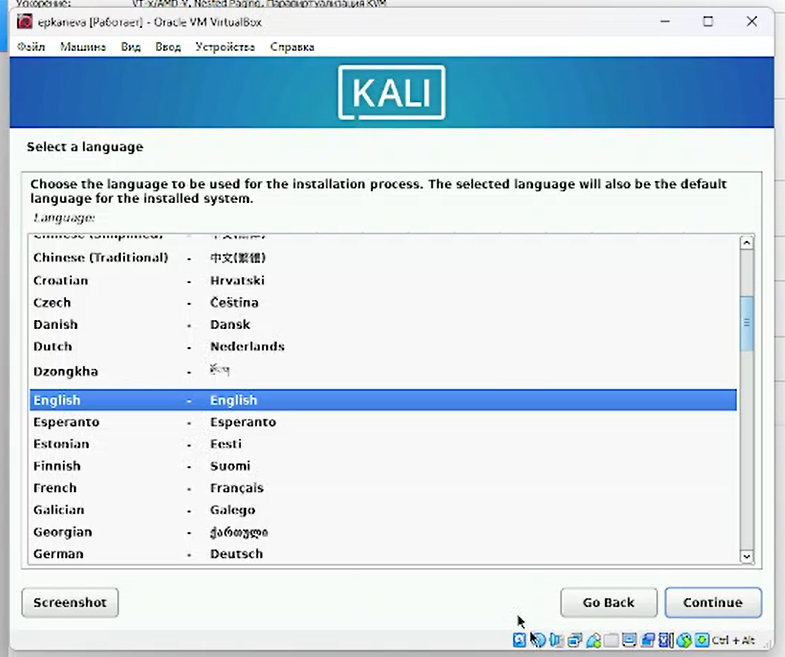 Ускорение: VT-x/AMD-V, Nested Paging, Паравиртуализация KVM
epkaneva [Работает] - Oracle VM VirtualBox
Файл Машина Вид Ввод Устройства Справка
KALI
Select a language
Choose the language to be used for the installation process. The selected language will also be the default
language for the installed system.
Language:
Chinese (Simplified) - 中文(简体)
Chinese (Traditional) - 中文(繁體)
Croatian - Hrvatski
Czech - Čeština
Danish - Dansk
Dutch - Nederlands
Dzongkha -
English - English
Esperanto - Esperanto
Estonian - Eesti
Finnish - Suomi
French - Français
Galician - Galego
Georgian - ქართული
German - Deutsch
Screenshot Go Back Continue
Ctrl + Alt